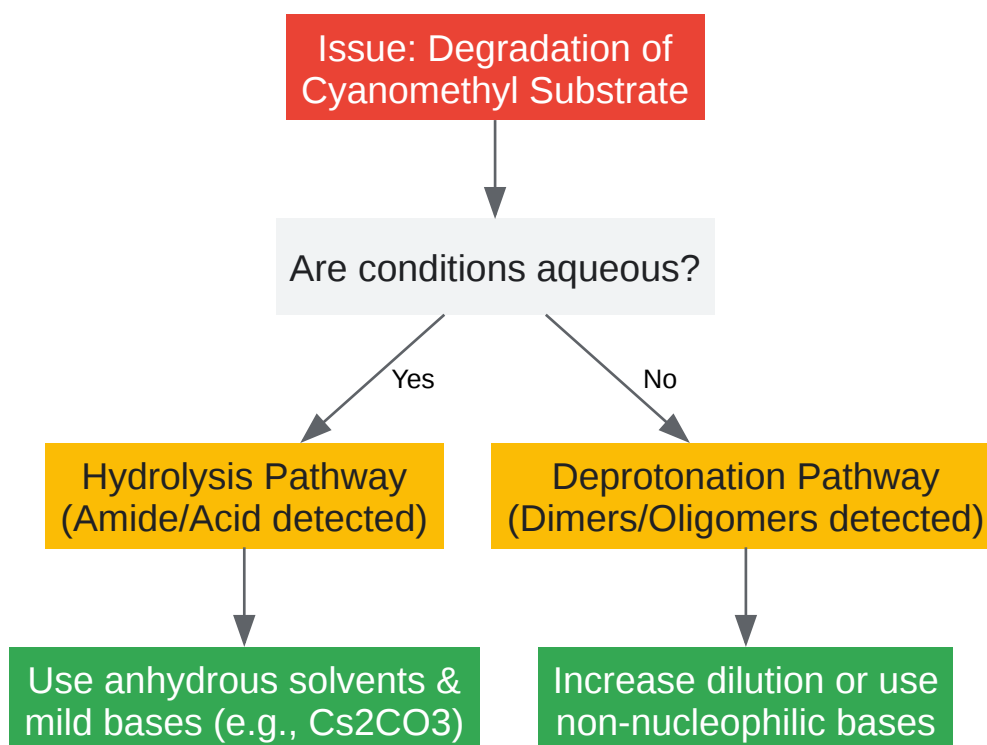 Issue: Degradation of
Cyanomethyl Substrate
Are conditions aqueous?
Yes
No
Hydrolysis Pathway
(Amide/Acid detected)
Deprotonation Pathway
(Dimers/Oligomers detected)
Use anhydrous solvents &
mild bases (e.g., Cs2CO3)
Increase dilution or use
non-nucleophilic bases